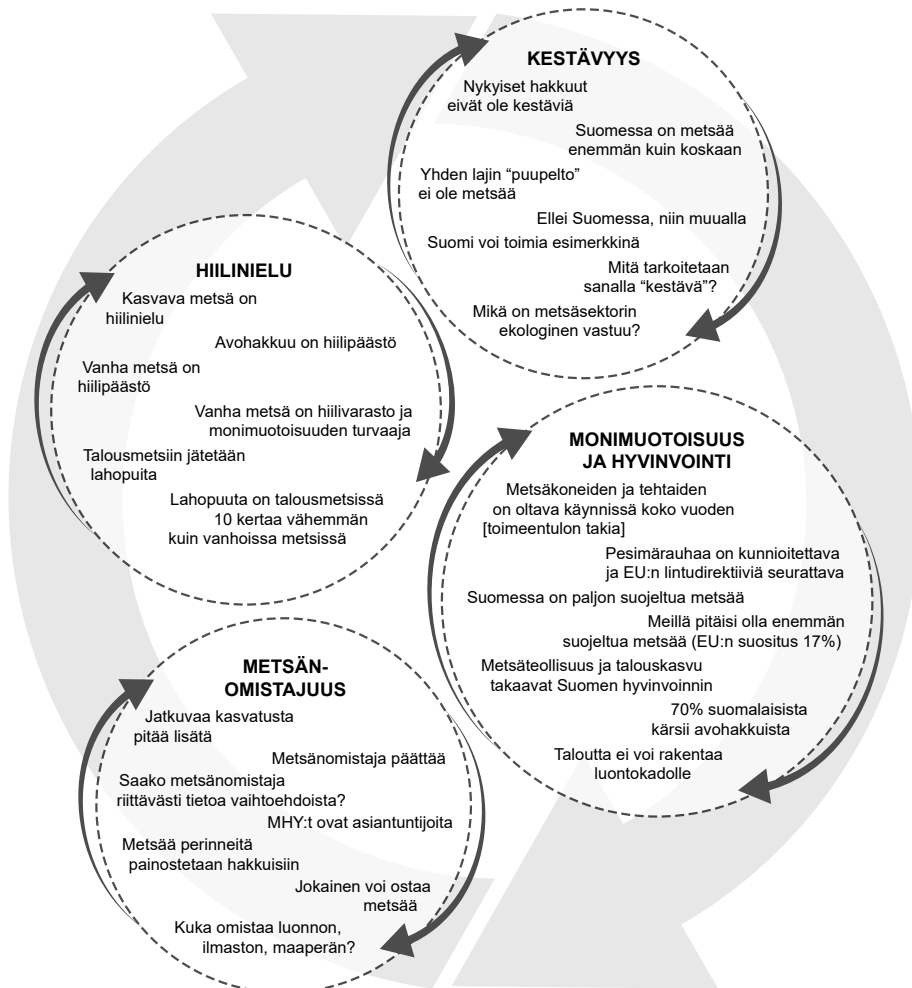 KESTÄVYYS
Nykyiset hakkuut
eivät ole kestäviä
Suomessa on metsää
enemmän kuin koskaan
Yhden lajin “puupelto”
ei ole metsää
Ellei Suomessa, niin muualla
Suomi voi toimia esimerkkinä
Mitä tarkoitetaan
sanalla “kestävä”?
Mikä on metsäsektorin
ekologinen vastuu?
HIILINIELU
Kasvava metsä on
hiilinielu
Avohakkuu on hiilipäästö
Vanha metsä on
hiilipäästö
Vanha metsä on hiilivarasto ja
monimuotoisuuden turvaaja
Talousmetsiin jätetään
lahopuita
Lahopuuta on talousmetsissä
10 kertaa vähemmän
kuin vanhoissa metsissä
MONIMUOTOISUUS
JA HYVINVOINTI
Metsäkoneiden ja tehtaiden
on oltava käynnissä koko vuoden
[toimeentulon takia]
Pesimärauhaa on kunnioitettava
ja EU:n lintudirektiiviä seurattava
Suomessa on paljon suojeltua metsää
Meillä pitäisi olla enemmän
suojeltua metsää (EU:n suositus 17%)
Metsäteollisuus ja talouskasvu
takaavat Suomen hyvinvoinnin
70% suomalaisista
kärsii avohakkuista
Taloutta ei voi rakentaa
luontokadolle
METSÄN-
OMISTAJUUS
Jatkuvaa kasvatusta
pitää lisätä
Metsänomistaja päättää
Saako metsänomistaja
riittävästi tietoa vaihtoehdoista?
MHY:t ovat asiantuntijoita
Metsää perinneitä
painostetaan hakkuisiin
Jokainen voi ostaa
metsää
Kuka omistaa luonnon,
ilmaston, maaperän?